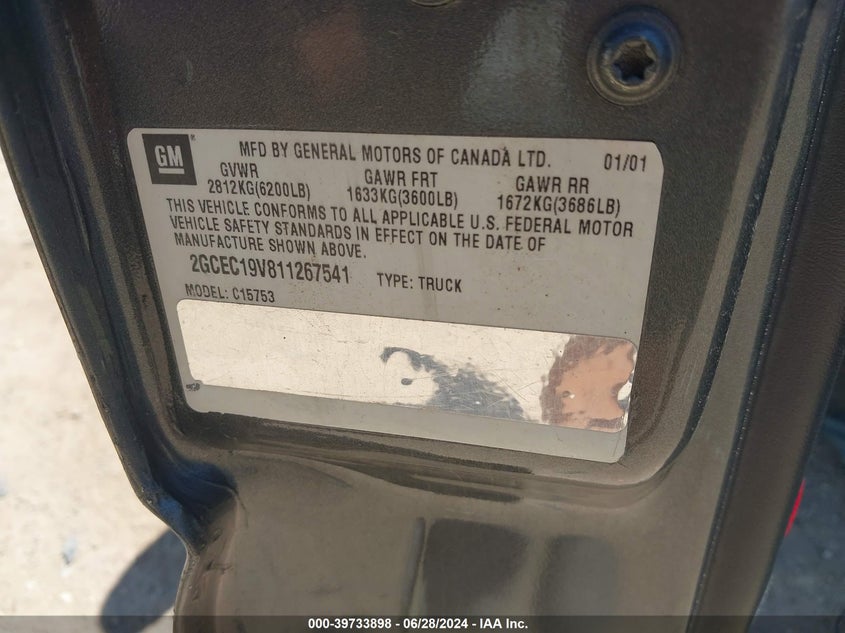 GM
MFD BY GENERAL MOTORS OF CANADA LTD. 01/01
GVWR GAWR FRT GAWR RR
2812KG(6200LB) 1633KG(3600LB) 1672KG(3686LB)
THIS VEHICLE CONFORMS TO ALL APPLICABLE U.S. FEDERAL MOTOR
VEHICLE SAFETY STANDARDS IN EFFECT ON THE DATE OF
MANUFACTURE SHOWN ABOVE.
2GCEC19V811267541 TYPE: TRUCK
MODEL: C15753
000-39733898 - 06/28/2024 - IAA Inc.